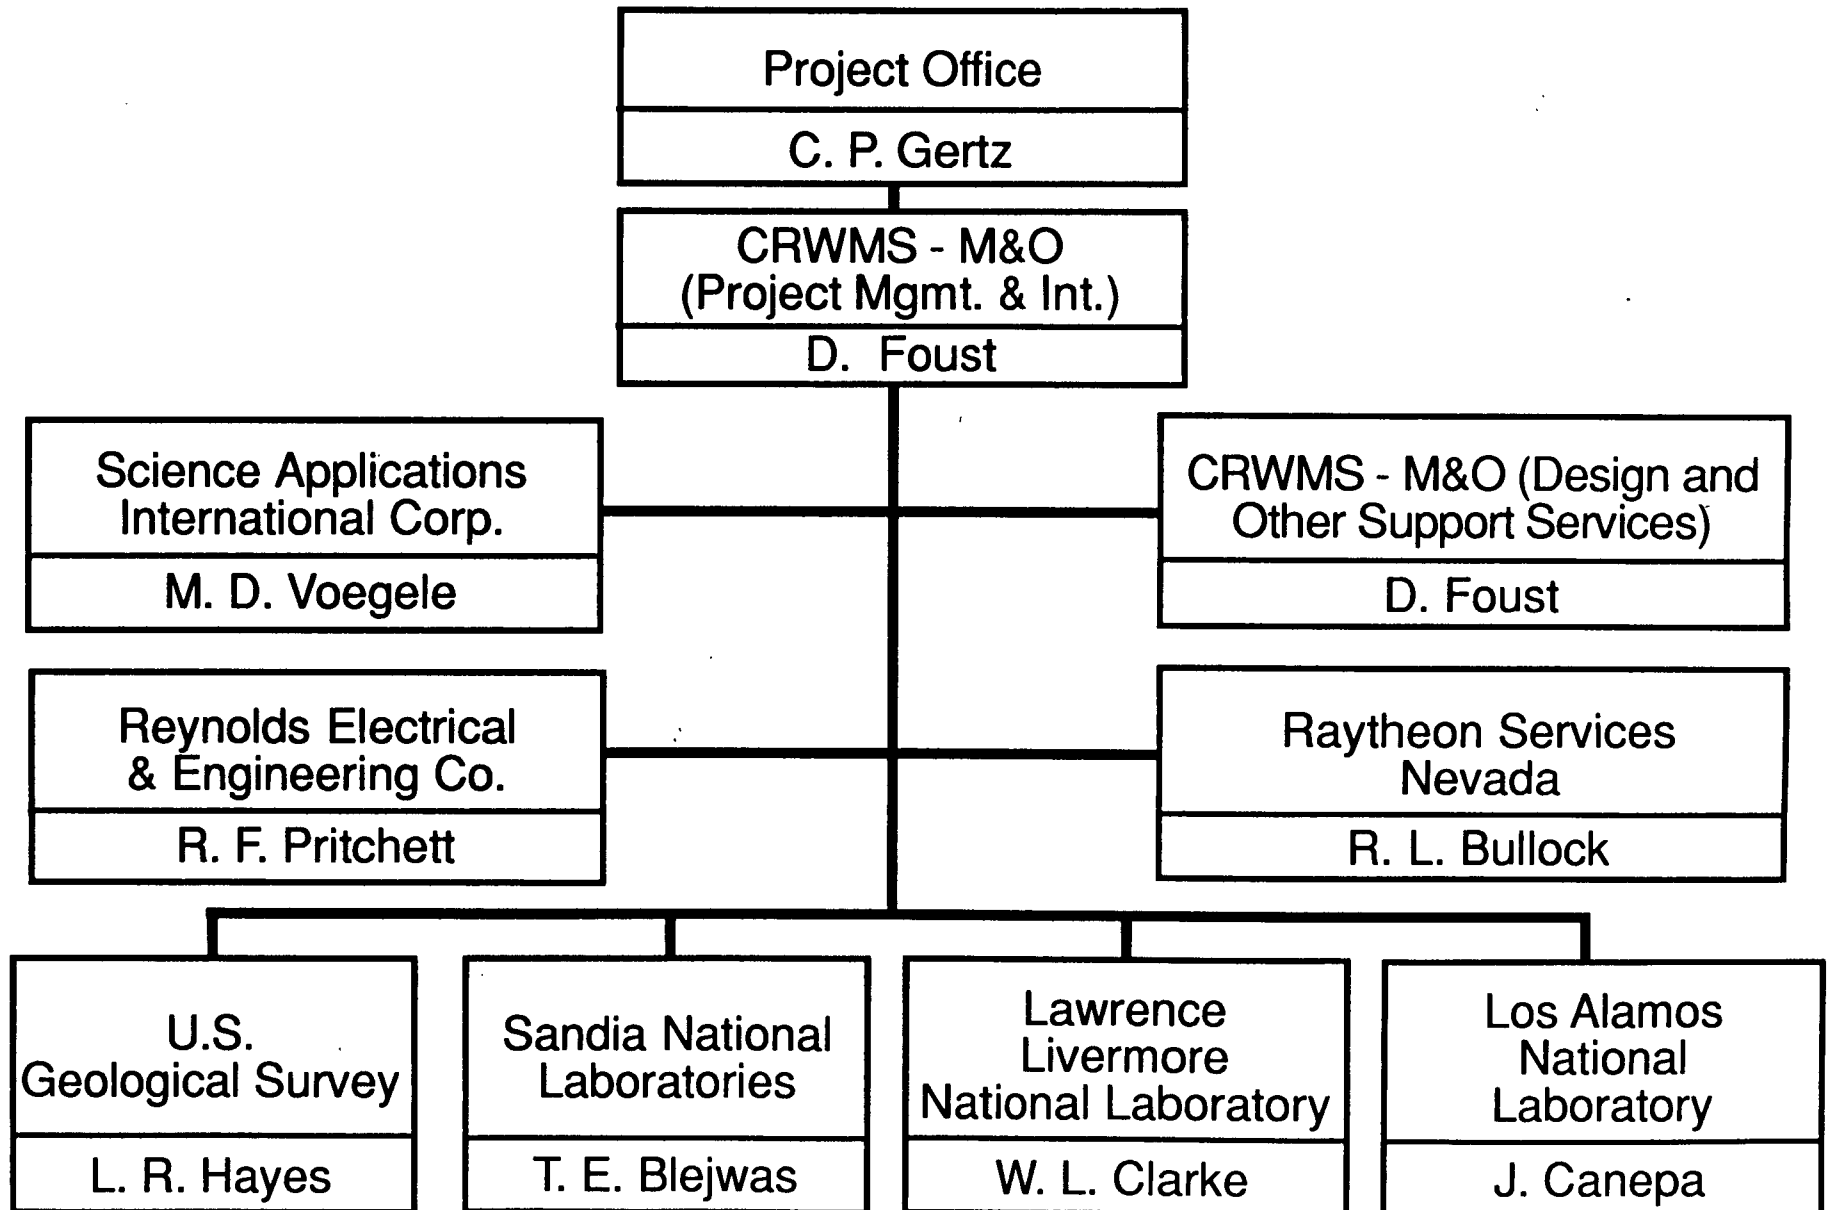 Project Office
C. P. Gertz
CRWMS - M&O
(Project Mgmt. & Int.)
D. Foust
Science Applications
International Corp.
M. D. Voegele
CRWMS - M&O (Design and
Other Support Services)
D. Foust
Reynolds Electrical
& Engineering Co.
R. F. Pritchett
Raytheon Services
Nevada
R. L. Bullock
U.S.
Geological Survey
L. R. Hayes
Sandia National
Laboratories
T. E. Blejwas
Lawrence
Livermore
National Laboratory
W. L. Clarke
Los Alamos
National
Laboratory
J. Canepa